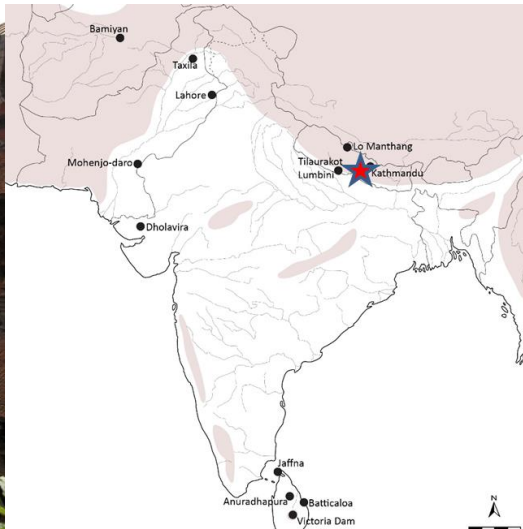 Bamiyan
Taxila
Lahore
Lo Manthang
Mohenjo-daro
Tilaurakot
Lumbini
Kathmandu
Dholavira
Jaffna
Anuradhapura
Batticaloa
Victoria Dam
N